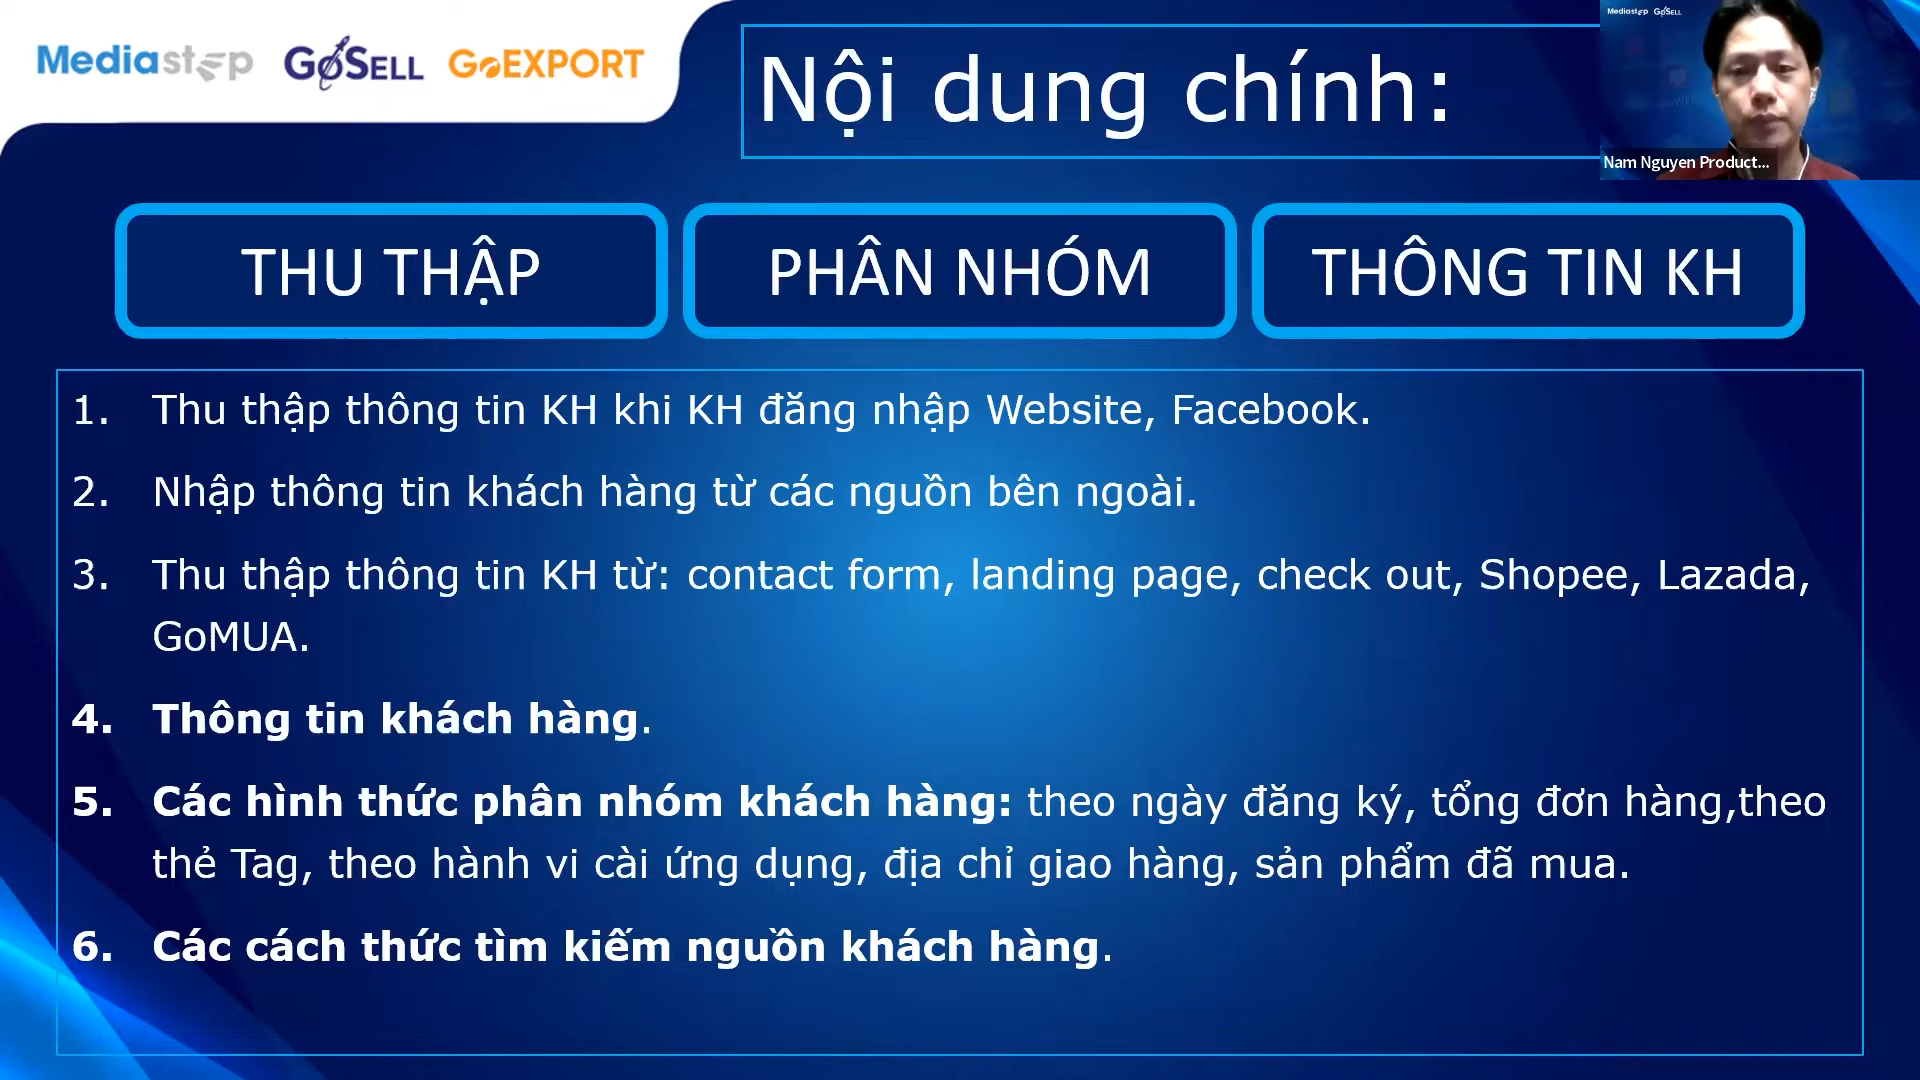 Mediastep GoSELL GoEXPORT
Nội dung chính:
Mediastep GoSELL
Nam Nguyen Product...
THU THẬP
PHÂN NHÓM
THÔNG TIN KH
1. Thu thập thông tin KH khi KH đăng nhập Website, Facebook.
2. Nhập thông tin khách hàng từ các nguồn bên ngoài.
3. Thu thập thông tin KH từ: contact form, landing page, check out, Shopee, Lazada,
GoMUA.
4. Thông tin khách hàng.
5. Các hình thức phân nhóm khách hàng: theo ngày đăng ký, tổng đơn hàng,theo
thẻ Tag, theo hành vi cài ứng dụng, địa chỉ giao hàng, sản phẩm đã mua.
6. Các cách thức tìm kiếm nguồn khách hàng.